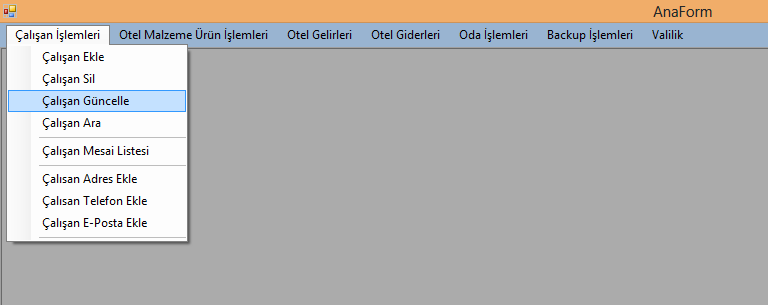 AnaForm
Çalışan İşlemleri Otel Malzeme Ürün İşlemleri Otel Gelirleri Otel Giderleri Oda İşlemleri Backup İşlemleri Valilik
Çalışan Ekle
Çalışan Sil
Çalışan Güncelle
Çalışan Ara
Çalışan Mesai Listesi
Çalısan Adres Ekle
Çalısan Telefon Ekle
Çalışan E-Posta Ekle